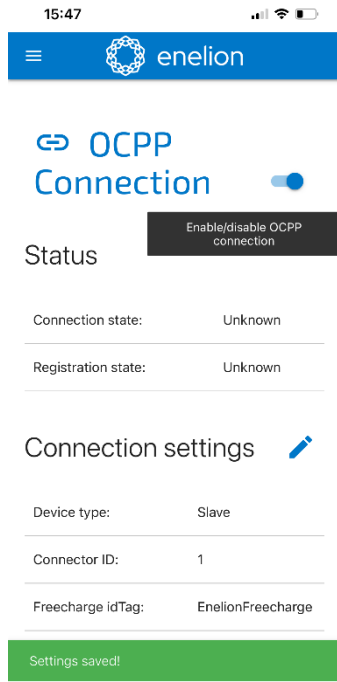 15:47
enelion
OCPP
Connection
Enable/disable OCPP
connection
Status
Connection state: Unknown
Registration state: Unknown
Connection settings
Device type: Slave
Connector ID: 1
Freecharge idTag: EnelionFreecharge
Settings saved!